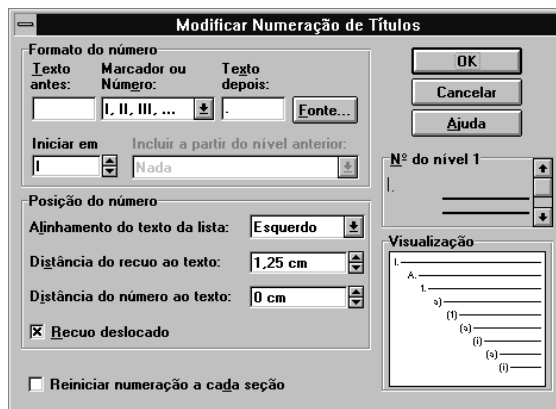 Modificar Numeração de Títulos
Formato do número
Texto antes:
Marcador ou Número:
Texto depois:
I, II, III, ...
.
Fonte...
Iniciar em
I
Incluir a partir do nível anterior:
Nada
Posição do número
Alinhamento do texto da lista:
Esquerdo
Distância do recuo ao texto:
1,25 cm
Distância do número ao texto:
0 cm
Recuo deslocado
Reiniciar numeração a cada seção
OK
Cancelar
Ajuda
Nº do nível 1
I.
Visualização
I.
A.
1.
a)
(1)
(a)
(i)
(a)
(i)